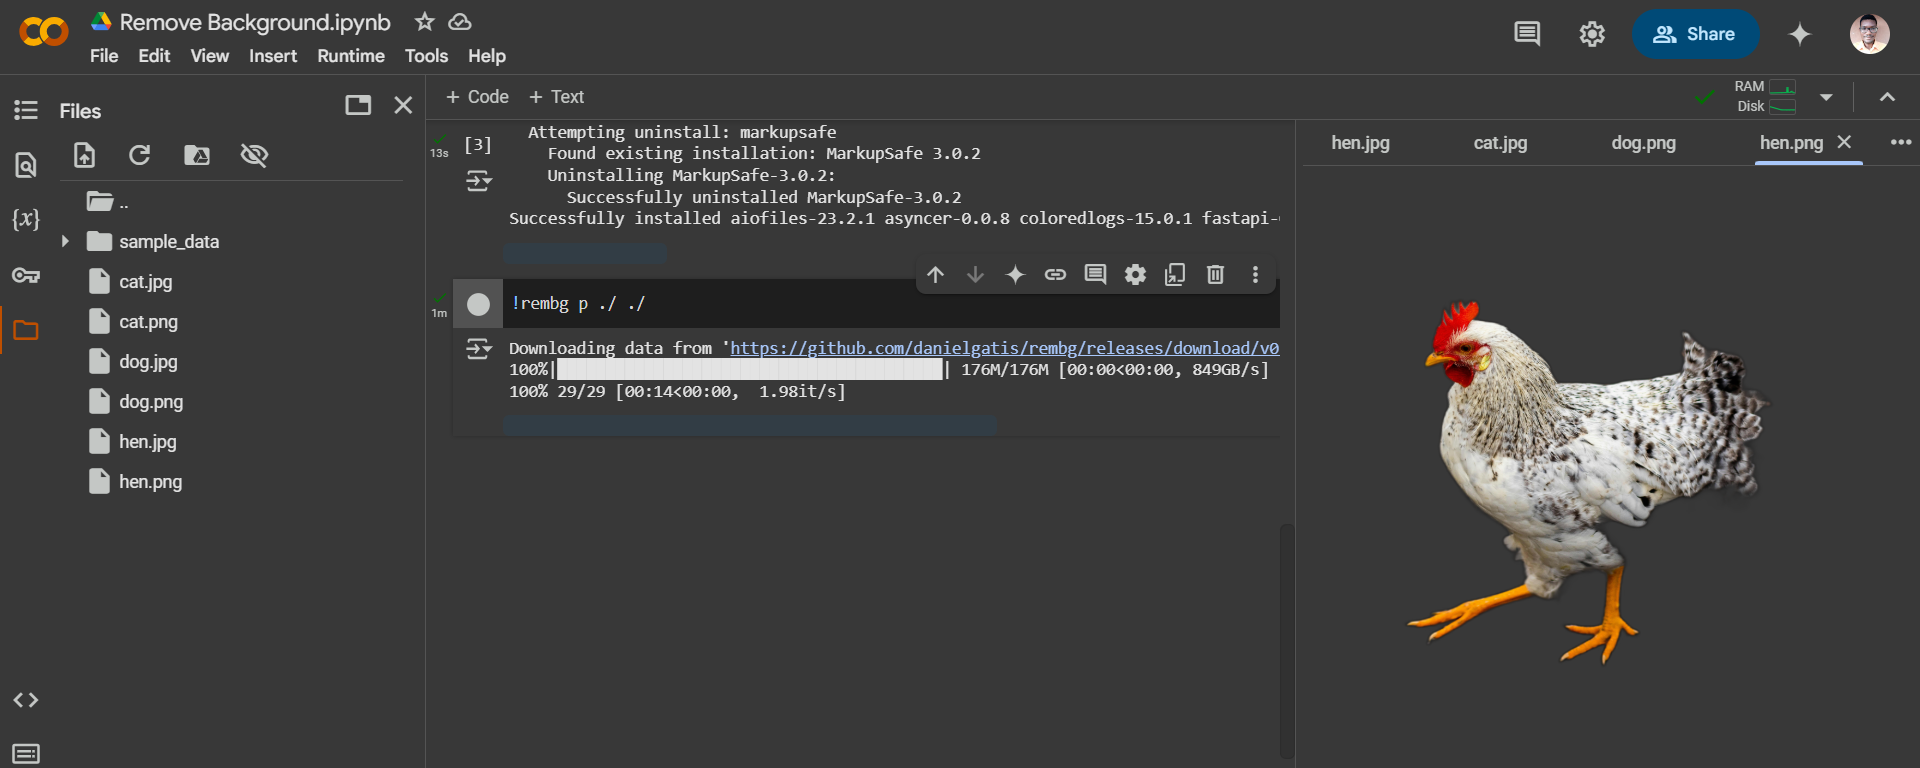 Remove Background.ipynb
File Edit View Insert Runtime Tools Help
Share
Files
+ Code + Text
RAM
Disk
..
sample_data
cat.jpg
cat.png
dog.jpg
dog.png
hen.jpg
hen.png
{x}
13s
[3]
Attempting uninstall: markupsafe
Found existing installation: MarkupSafe 3.0.2
Uninstalling MarkupSafe-3.0.2:
Successfully uninstalled MarkupSafe-3.0.2
Successfully installed aiofiles-23.2.1 asyncer-0.0.8 coloredlogs-15.0.1 fastapi-
1m
!rembg p ./ ./
Downloading data from 'https://github.com/danielgatis/rembg/releases/download/v0
100%| | 176M/176M [00:00<00:00, 849GB/s]
100% 29/29 [00:14<00:00, 1.98it/s]
hen.jpg cat.jpg dog.png hen.png